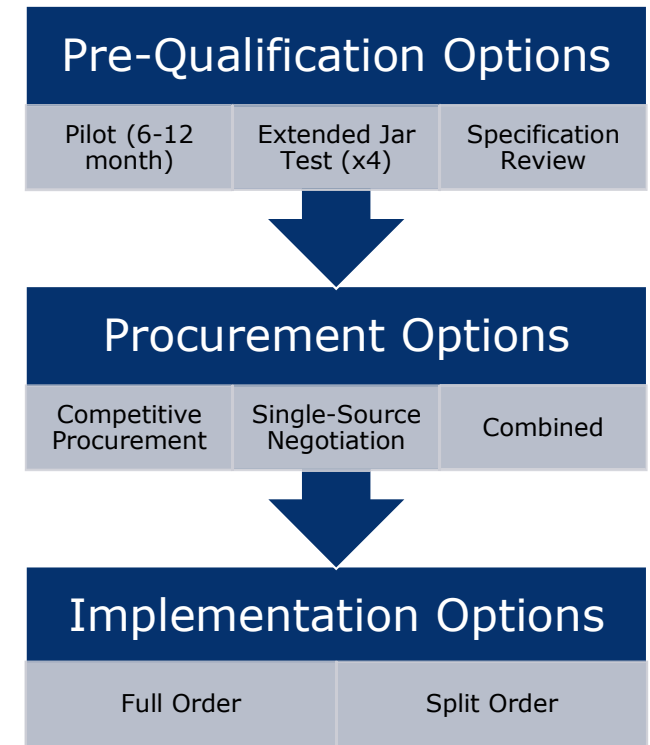 Pre-Qualification Options
Pilot (6-12
month)
Extended Jar
Test (x4)
Specification
Review
Procurement Options
Competitive
Procurement
Single-Source
Negotiation
Combined
Implementation Options
Full Order
Split Order